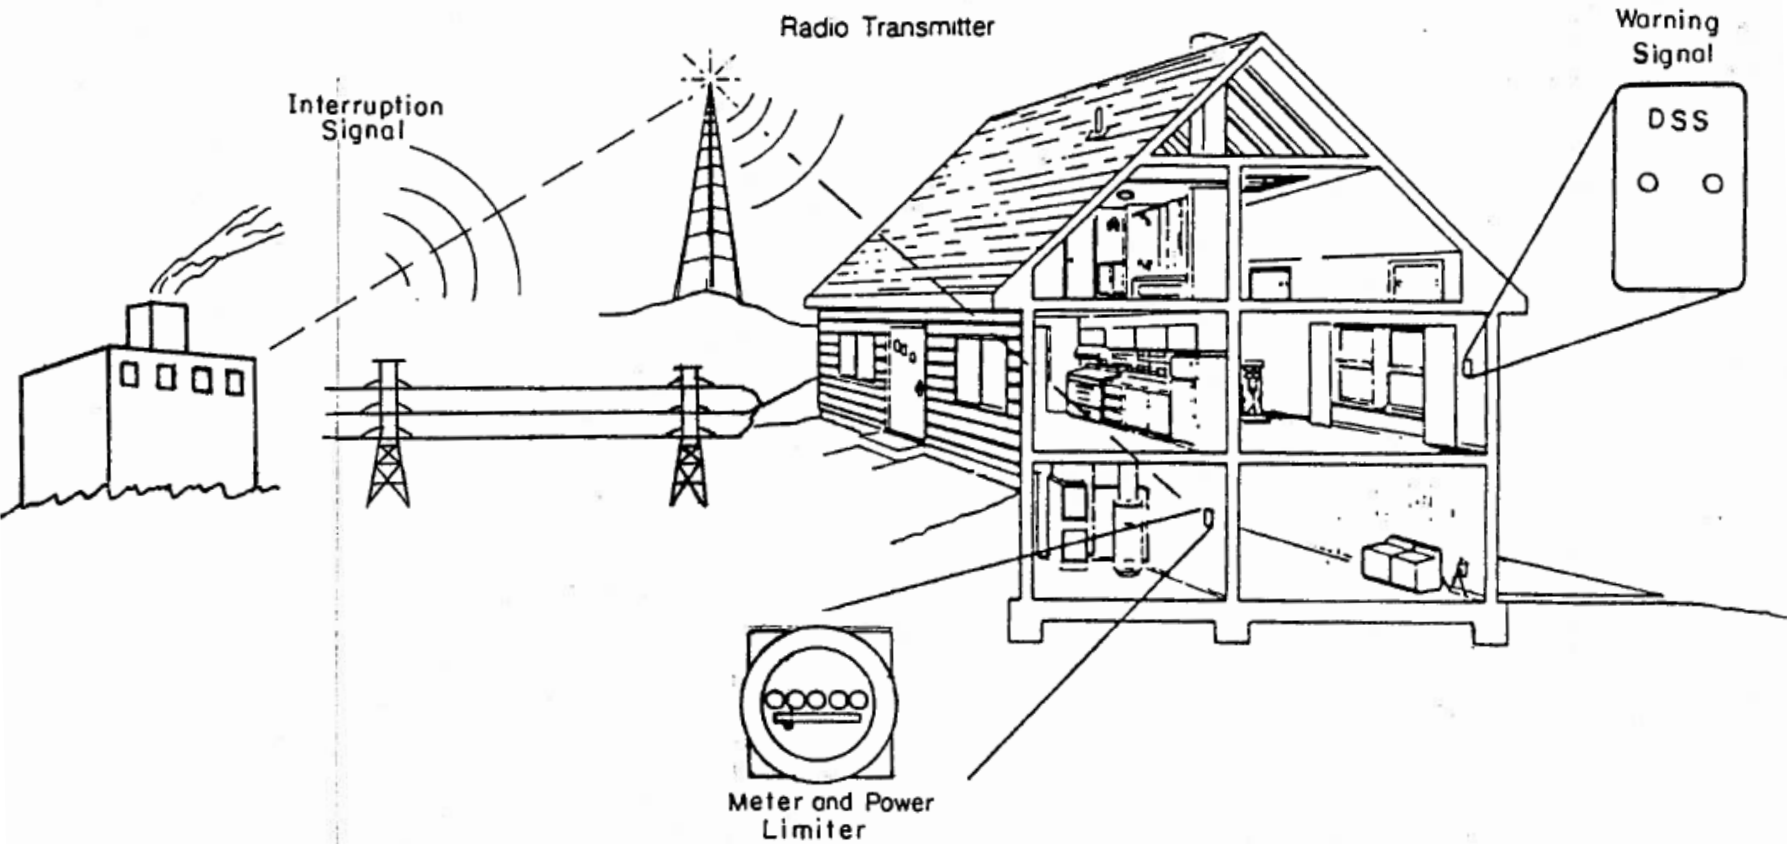 Radio Transmitter
Warning
Signal
Interruption
Signal
DSS
Meter and Power
Limiter